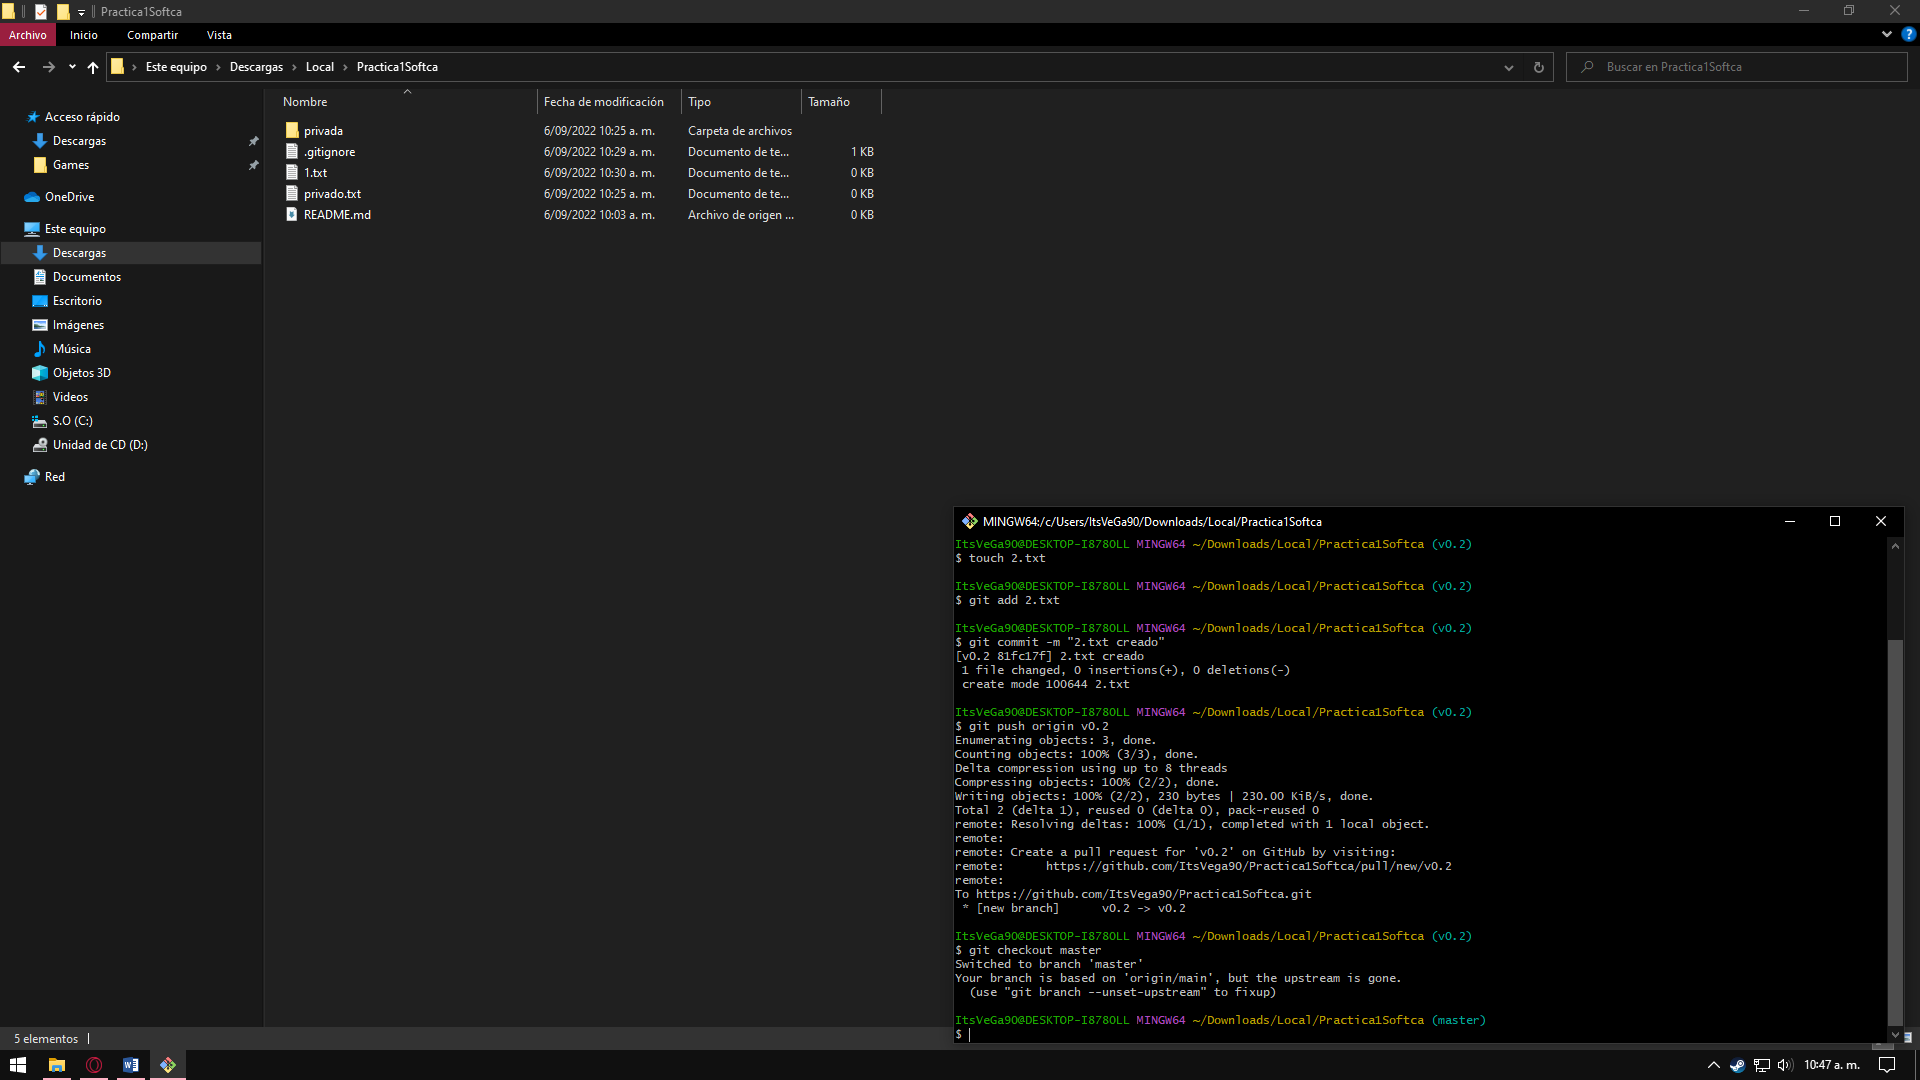 Practica1Softca
Archivo Inicio Compartir Vista
Este equipo Descargas Local Practica1Softca
Buscar en Practica1Softca
Nombre Fecha de modificación Tipo Tamaño
privada 6/09/2022 10:25 a. m. Carpeta de archivos
.gitignore 6/09/2022 10:29 a. m. Documento de te... 1 KB
1.txt 6/09/2022 10:30 a. m. Documento de te... 0 KB
privado.txt 6/09/2022 10:25 a. m. Documento de te... 0 KB
README.md 6/09/2022 10:03 a. m. Archivo de origen ... 0 KB
Acceso rápido
Descargas
Games
OneDrive
Este equipo
Descargas
Documentos
Escritorio
Imágenes
Música
Objetos 3D
Videos
S.O (C:)
Unidad de CD (D:)
Red
MINGW64:/c/Users/ItsVeGa90/Downloads/Local/Practica1Softca
ItsVeGa90@DESKTOP-I878OLL MINGW64 ~/Downloads/Local/Practica1Softca (v0.2)
$ touch 2.txt
ItsVeGa90@DESKTOP-I878OLL MINGW64 ~/Downloads/Local/Practica1Softca (v0.2)
$ git add 2.txt
ItsVeGa90@DESKTOP-I878OLL MINGW64 ~/Downloads/Local/Practica1Softca (v0.2)
$ git commit -m "2.txt creado"
[v0.2 81fc17f] 2.txt creado
1 file changed, 0 insertions(+), 0 deletions(-)
create mode 100644 2.txt
ItsVeGa90@DESKTOP-I878OLL MINGW64 ~/Downloads/Local/Practica1Softca (v0.2)
$ git push origin v0.2
Enumerating objects: 3, done.
Counting objects: 100% (3/3), done.
Delta compression using up to 8 threads
Compressing objects: 100% (2/2), done.
Writing objects: 100% (2/2), 230 bytes | 230.00 KiB/s, done.
Total 2 (delta 1), reused 0 (delta 0), pack-reused 0
remote: Resolving deltas: 100% (1/1), completed with 1 local object.
remote:
remote: Create a pull request for 'v0.2' on GitHub by visiting:
remote: https://github.com/ItsVega90/Practica1Softca/pull/new/v0.2
remote:
To https://github.com/ItsVega90/Practica1Softca.git
* [new branch] v0.2 -> v0.2
ItsVeGa90@DESKTOP-I878OLL MINGW64 ~/Downloads/Local/Practica1Softca (v0.2)
$ git checkout master
Switched to branch 'master'
Your branch is based on 'origin/main', but the upstream is gone.
(use "git branch --unset-upstream" to fixup)
ItsVeGa90@DESKTOP-I878OLL MINGW64 ~/Downloads/Local/Practica1Softca (master)
$
5 elementos
10:47 a. m.